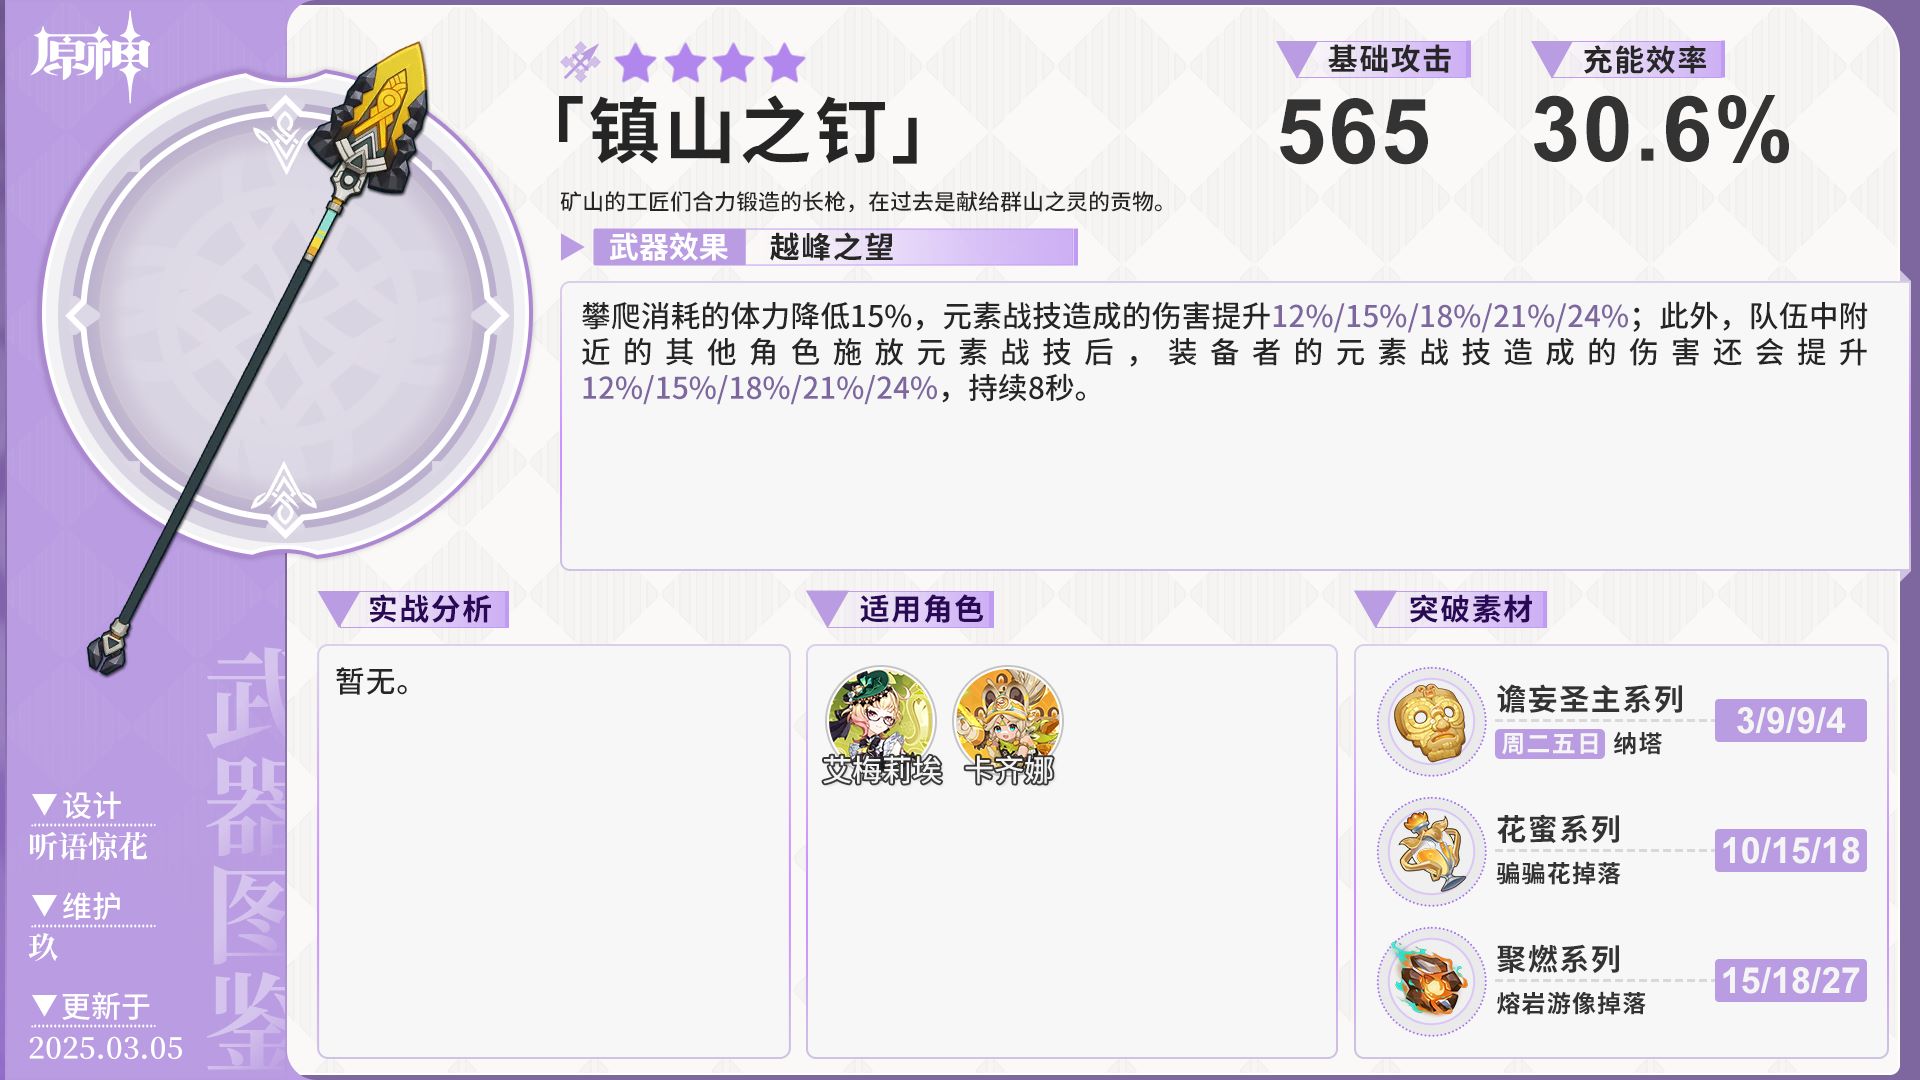 原神
「镇山之钉」
基础攻击
565
充能效率
30.6%
矿山的工匠们合力锻造的长枪，在过去是献给群山之灵的贡物。
武器效果
越峰之望
攀爬消耗的体力降低15%，元素战技造成的伤害提升12%/15%/18%/21%/24%；此外，队伍中附
近的其他角色施放元素战技后，装备者的元素战技造成的伤害还会提升
12%/15%/18%/21%/24%，持续8秒。
实战分析
暂无。
适用角色
艾梅莉埃
卡齐娜
突破素材
谵妄圣主系列
周二五日 纳塔
3/9/9/4
花蜜系列
骗骗花掉落
10/15/18
聚燃系列
熔岩游像掉落
15/18/27
武器图鉴
▼设计
听语惊花
▼维护
玖
▼更新于
2025.03.05